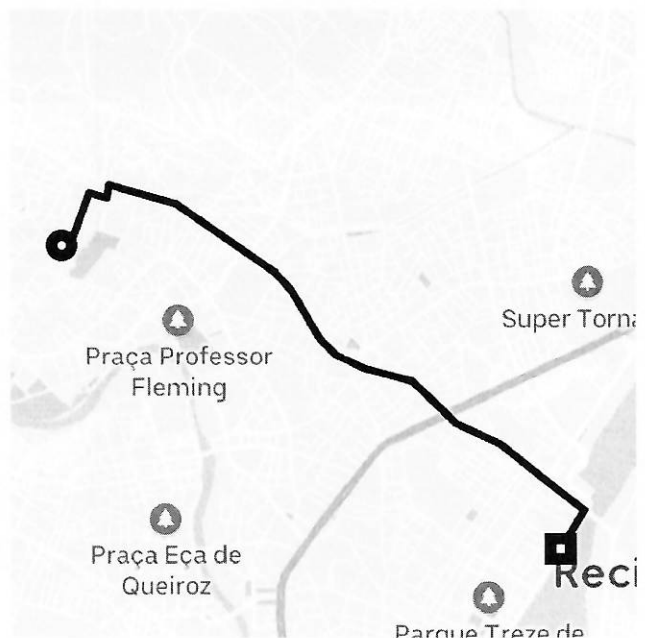 Super Torna
Praça Professor
Fleming
Praça Eça de
Queiroz
Reci
Parque Treze de